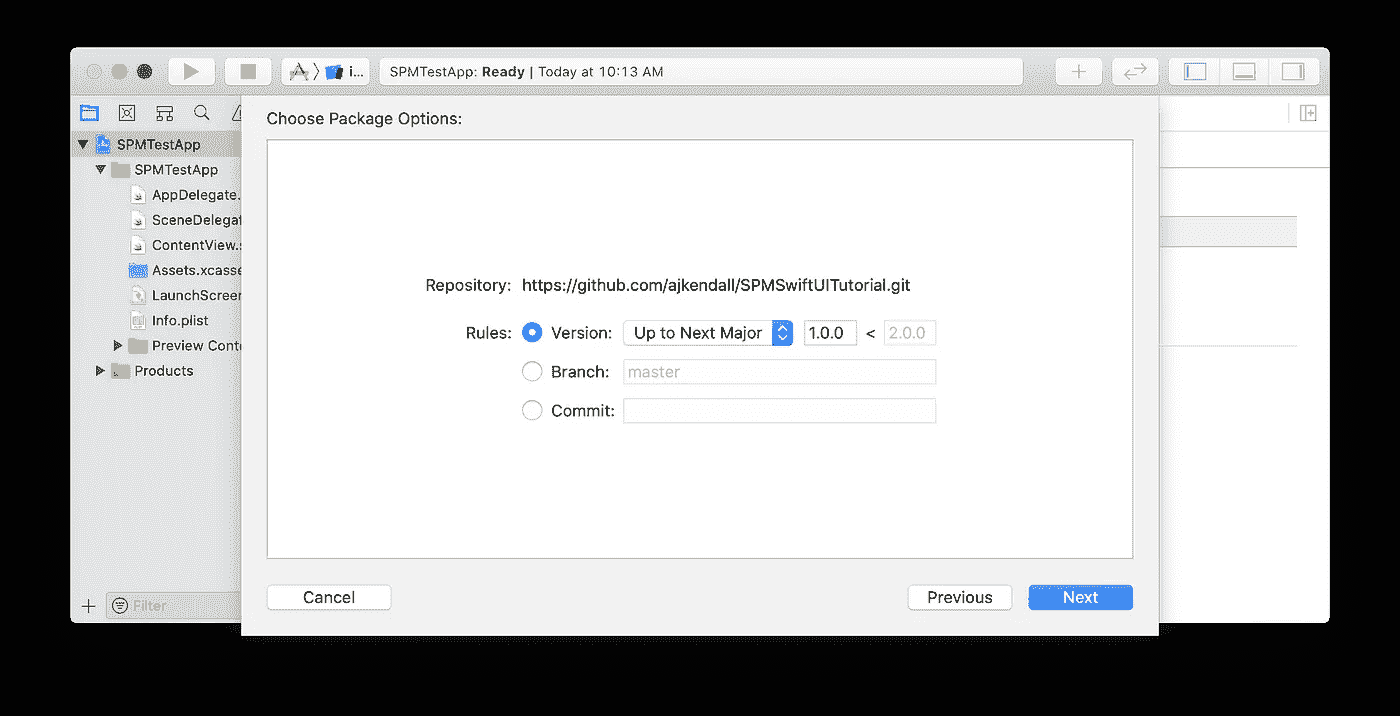 i...
SPMTestApp: Ready | Today at 10:13 AM
Choose Package Options:
SPMTestApp
SPMTestApp
AppDelegate.
SceneDelegat
ContentView.s
Assets.xcasse
LaunchScreen
Info.plist
Preview Conte
Products
Repository: https://github.com/ajkendall/SPMSwiftUITutorial.git
Rules: Version: Up to Next Major 1.0.0 < 2.0.0
Branch: master
Commit:
Filter
Cancel Previous Next